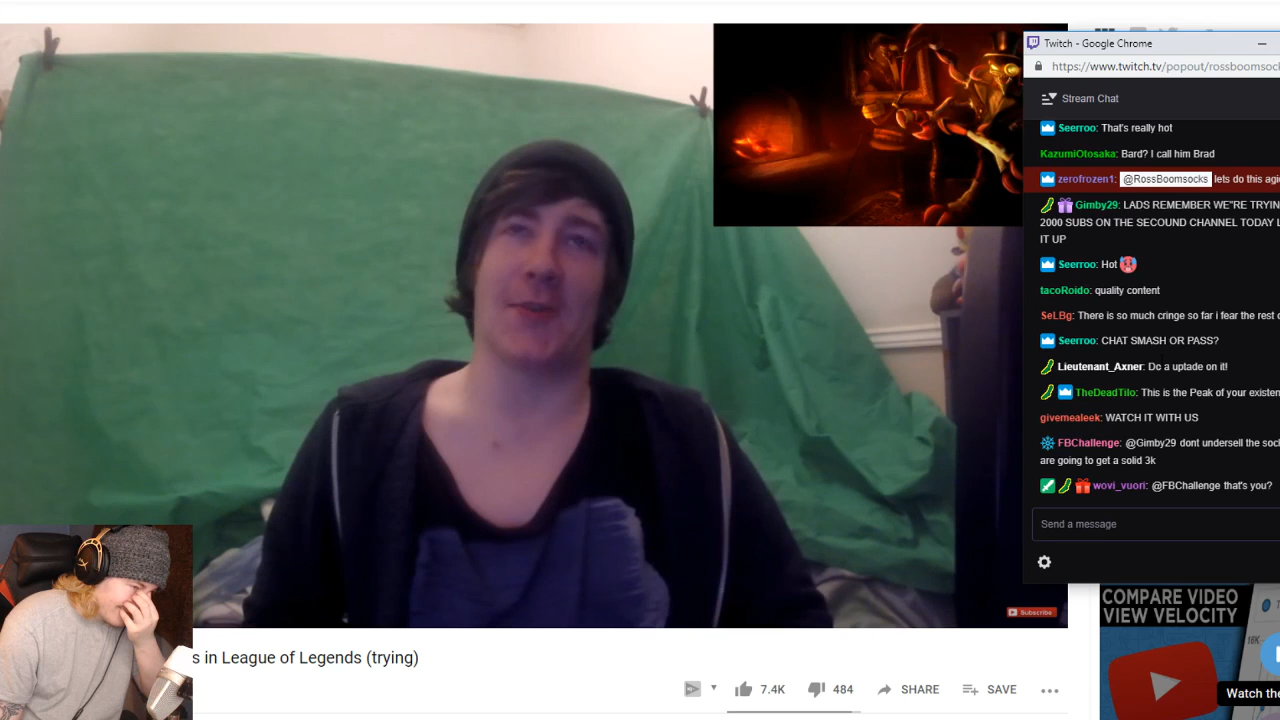 Twitch - Google Chrome
https://www.twitch.tv/popout/rossboomsoc
Stream Chat
Seerroo: That's really hot
KazumiOtosaka: Bard? I call him Brad
zerofrozen1: @RossBoomsocks lets do this agi
Gimby29: LADS REMEMBER WE"RE TRYIN
2000 SUBS ON THE SECOUND CHANNEL TODAY L
IT UP
Seerroo: Hot
tacoRoido: quality content
SeLBg: There is so much cringe so far i fear the rest
Seerroo: CHAT SMASH OR PASS?
Lieutenant_Axner: Do a uptade on it!
TheDeadTilo: This is the Peak of your existen
givemealeek: WATCH IT WITH US
FBChallenge: @Gimby29 dont undersell the soc
are going to get a solid 3k
wovi_vuori: @FBChallenge that's you?
Send a message
Subscribe
COMPARE VIDEO
VIEW VELOCITY
s in League of Legends (trying)
7.4K 484 SHARE SAVE
Watch the